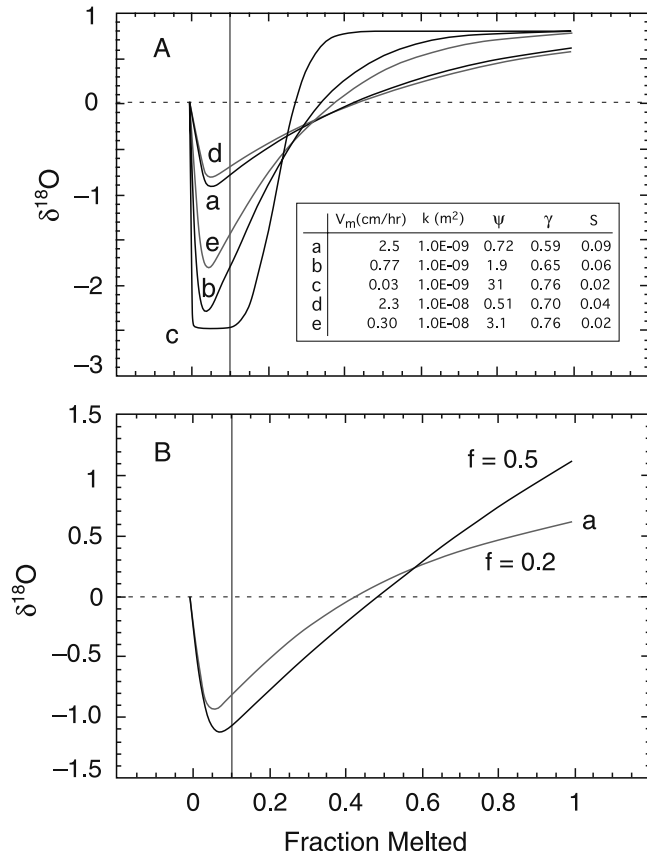 A
1
0
−1
−2
−3
δ18O
d
a
e
b
c
Vm(cm/hr) k (m²) ψ γ S
a 2.5 1.0E-09 0.72 0.59 0.09
b 0.77 1.0E-09 1.9 0.65 0.06
c 0.03 1.0E-09 31 0.76 0.02
d 2.3 1.0E-08 0.51 0.70 0.04
e 0.30 1.0E-08 3.1 0.76 0.02
B
1.5
1
0.5
0
−0.5
−1.0
−1.5
δ18O
f = 0.5
a
f = 0.2
0 0.2 0.4 0.6 0.8 1
Fraction Melted